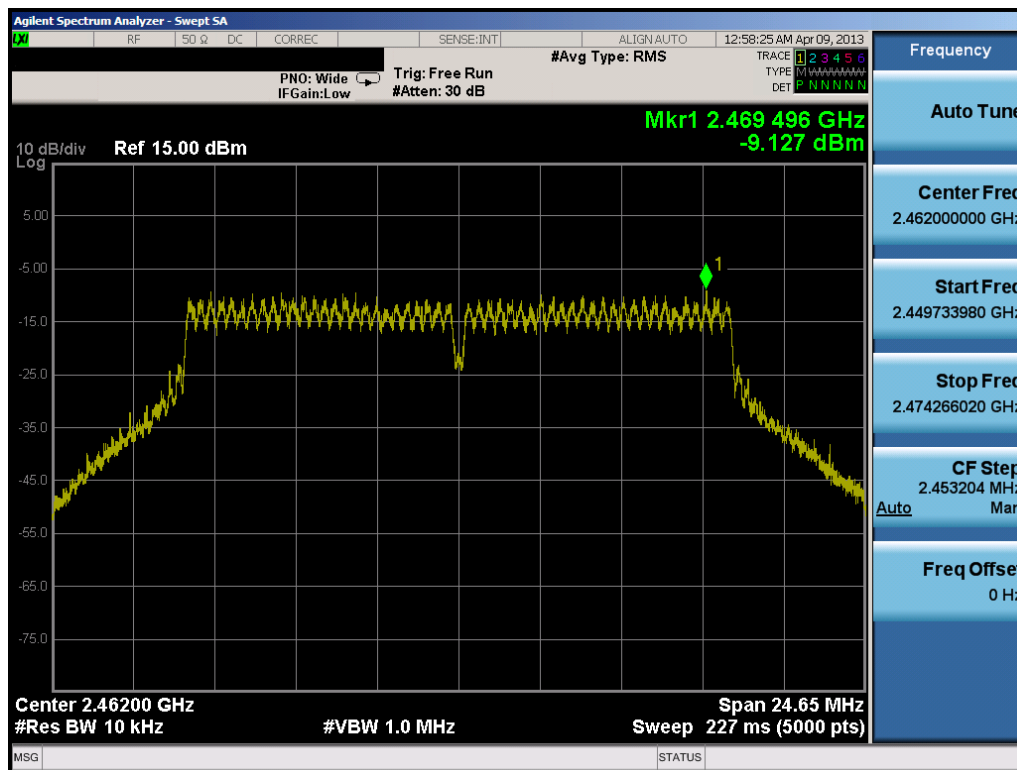 Agilent Spectrum Analyzer - Swept SA
LXI RF 50 Ω DC CORREC SENSE:INT ALIGN AUTO 12:58:25 AM Apr 09, 2013
PNO: Wide
IFGain:Low
Trig: Free Run
#Atten: 30 dB
#Avg Type: RMS
TRACE 1 2 3 4 5 6
TYPE M WWWWW
DET P N N N N N
Mkr1 2.469 496 GHz
-9.127 dBm
10 dB/div Ref 15.00 dBm
Log
5.00
-5.00
-15.0
-25.0
-35.0
-45.0
-55.0
-65.0
-75.0
1
Center 2.46200 GHz Span 24.65 MHz
#Res BW 10 kHz #VBW 1.0 MHz Sweep 227 ms (5000 pts)
MSG STATUS
Frequency
Auto Tune
Center Freq
2.462000000 GHz
Start Freq
2.449733980 GHz
Stop Freq
2.474266020 GHz
CF Step
2.453204 MHz
Auto Man
Freq Offset
0 Hz